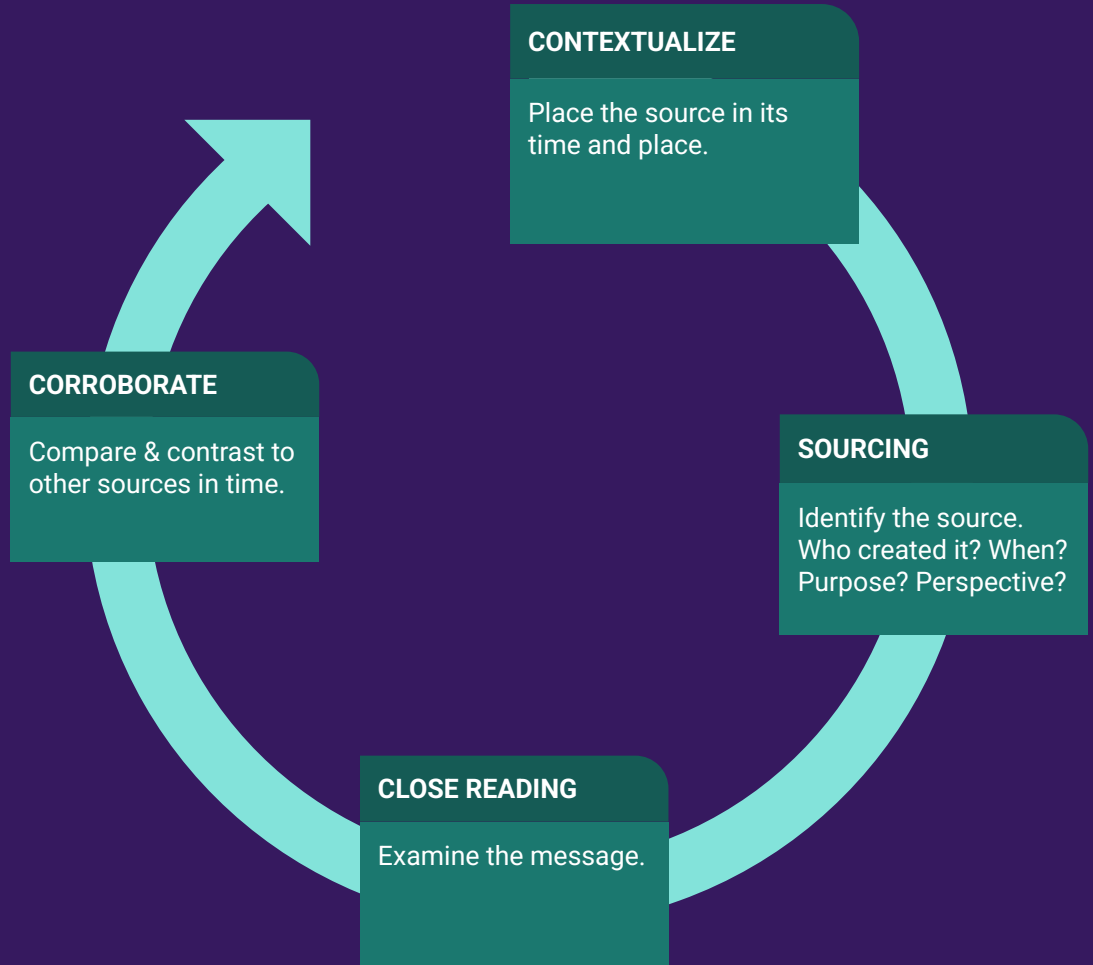 CONTEXTUALIZE
Place the source in its
time and place.
SOURCING
Identify the source.
Who created it? When?
Purpose? Perspective?
CLOSE READING
Examine the message.
CORROBORATE
Compare & contrast to
other sources in time.